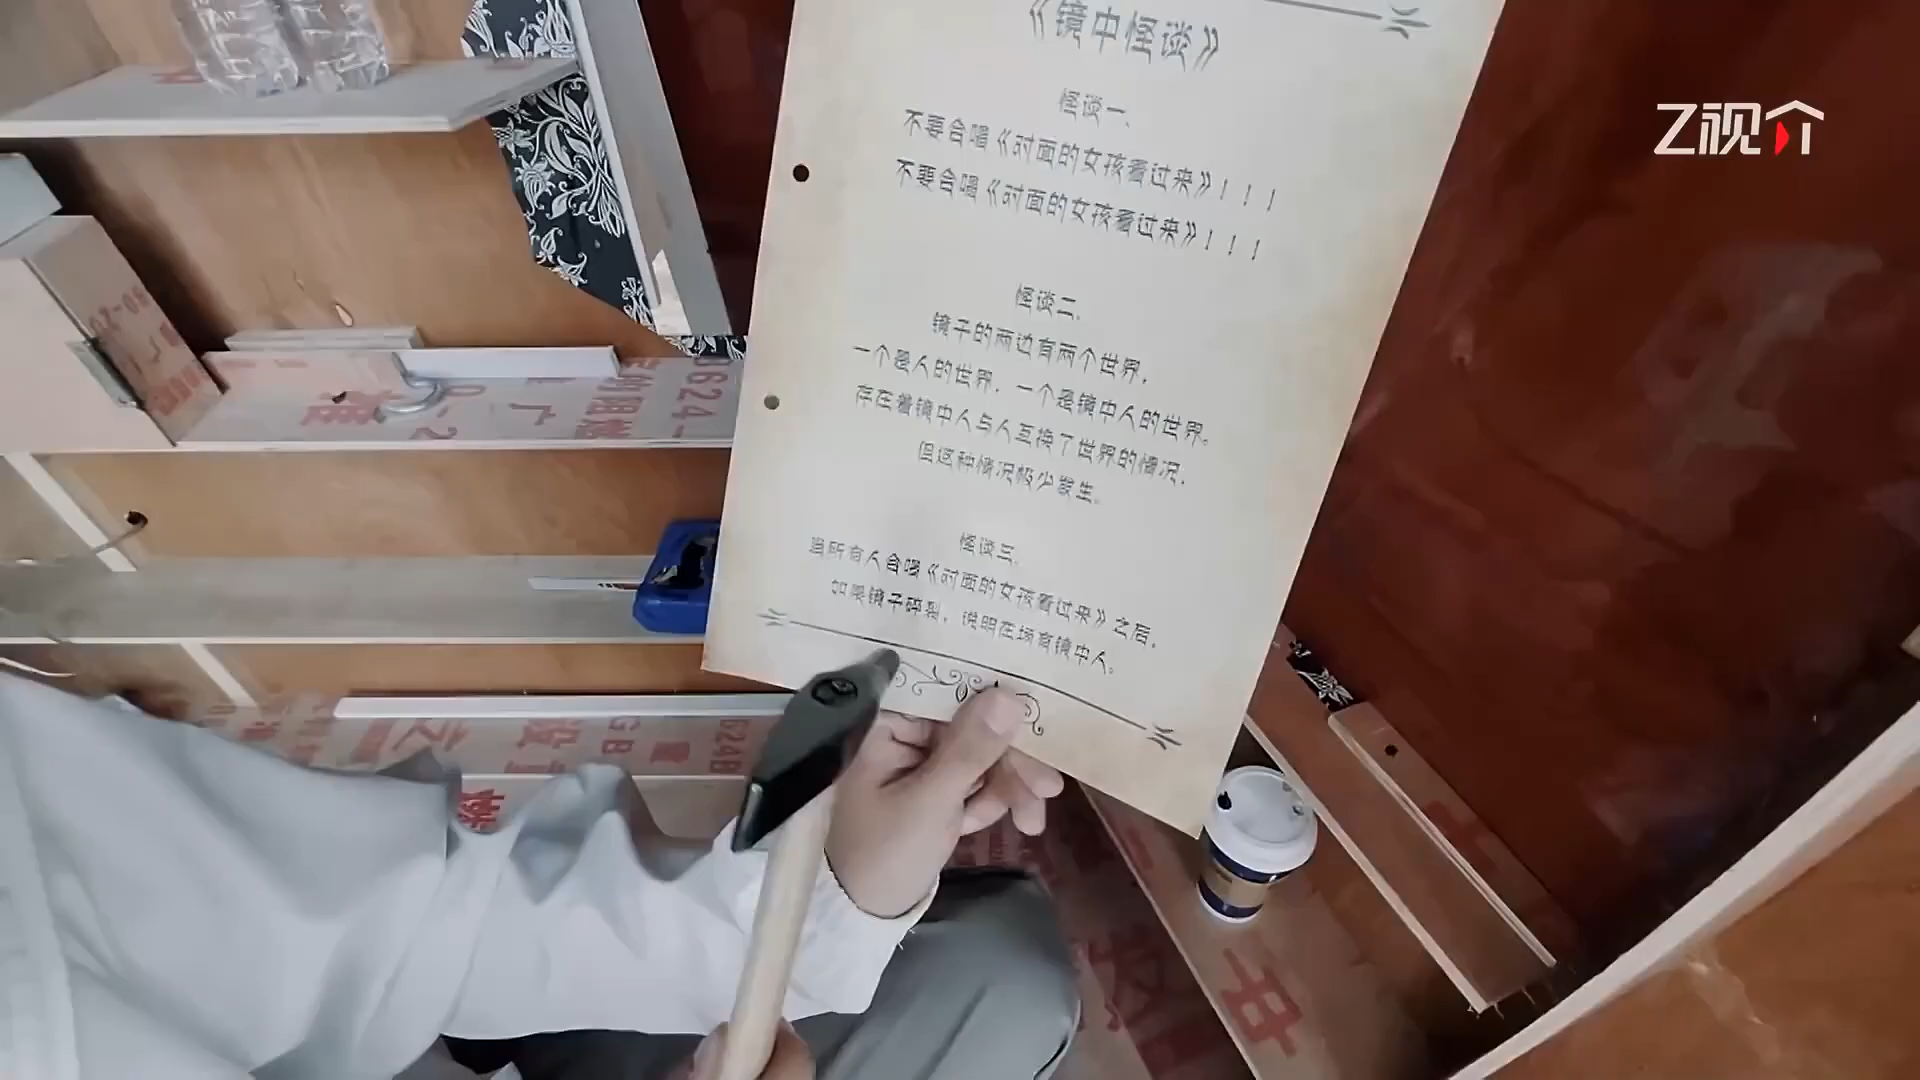 《镜中怪谈》
怪谈一.
不要合唱《对面的女孩看过来》！！！
不要合唱《对面的女孩看过来》！！！
怪谈二.
镜子的两边有两个世界，
一个是人的世界，一个是镜中人的世界。
存在着镜中人与人互换了世界的情况，
但这种情况极少发生。
怪谈三.
当所有人合唱《对面的女孩看过来》之后，
如果镜子碎裂，说明在场有镜中人。
Z视介